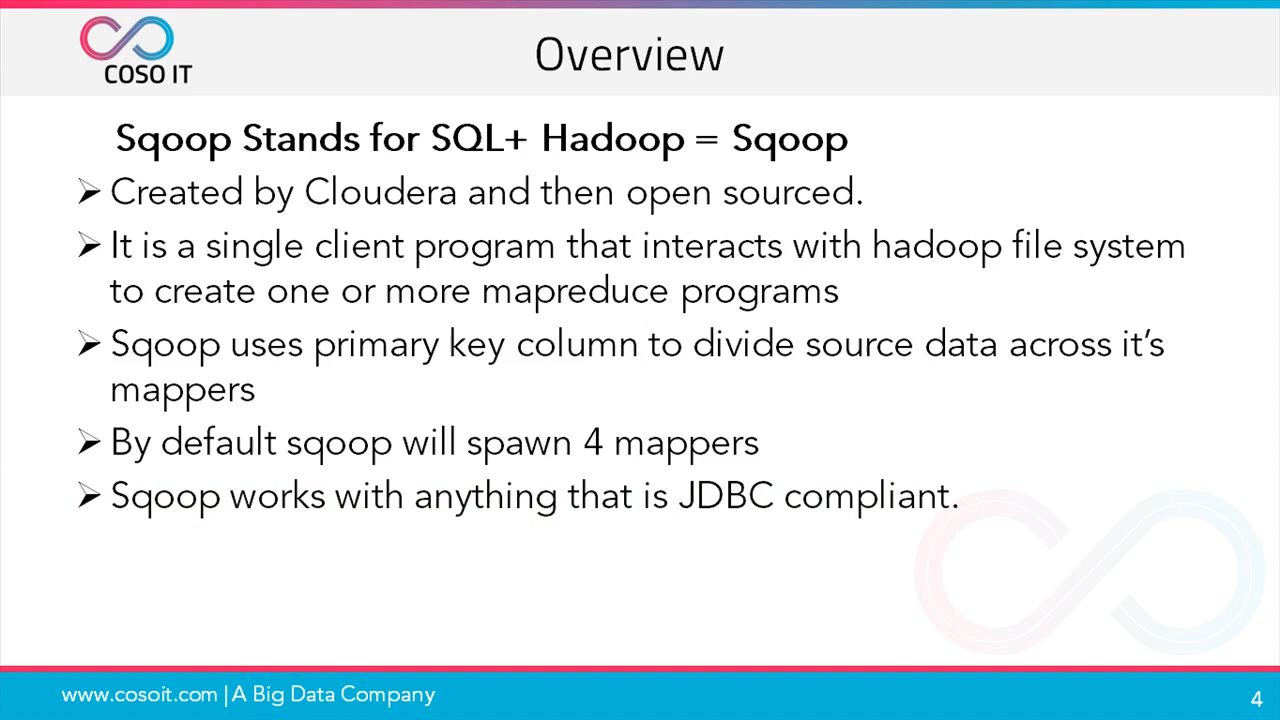 COSO IT
Overview
Sqoop Stands for SQL+ Hadoop = Sqoop
➢ Created by Cloudera and then open sourced.
➢ It is a single client program that interacts with hadoop file system
to create one or more mapreduce programs
➢ Sqoop uses primary key column to divide source data across it’s
mappers
➢ By default sqoop will spawn 4 mappers
➢ Sqoop works with anything that is JDBC compliant.
www.cosoit.com | A Big Data Company
4